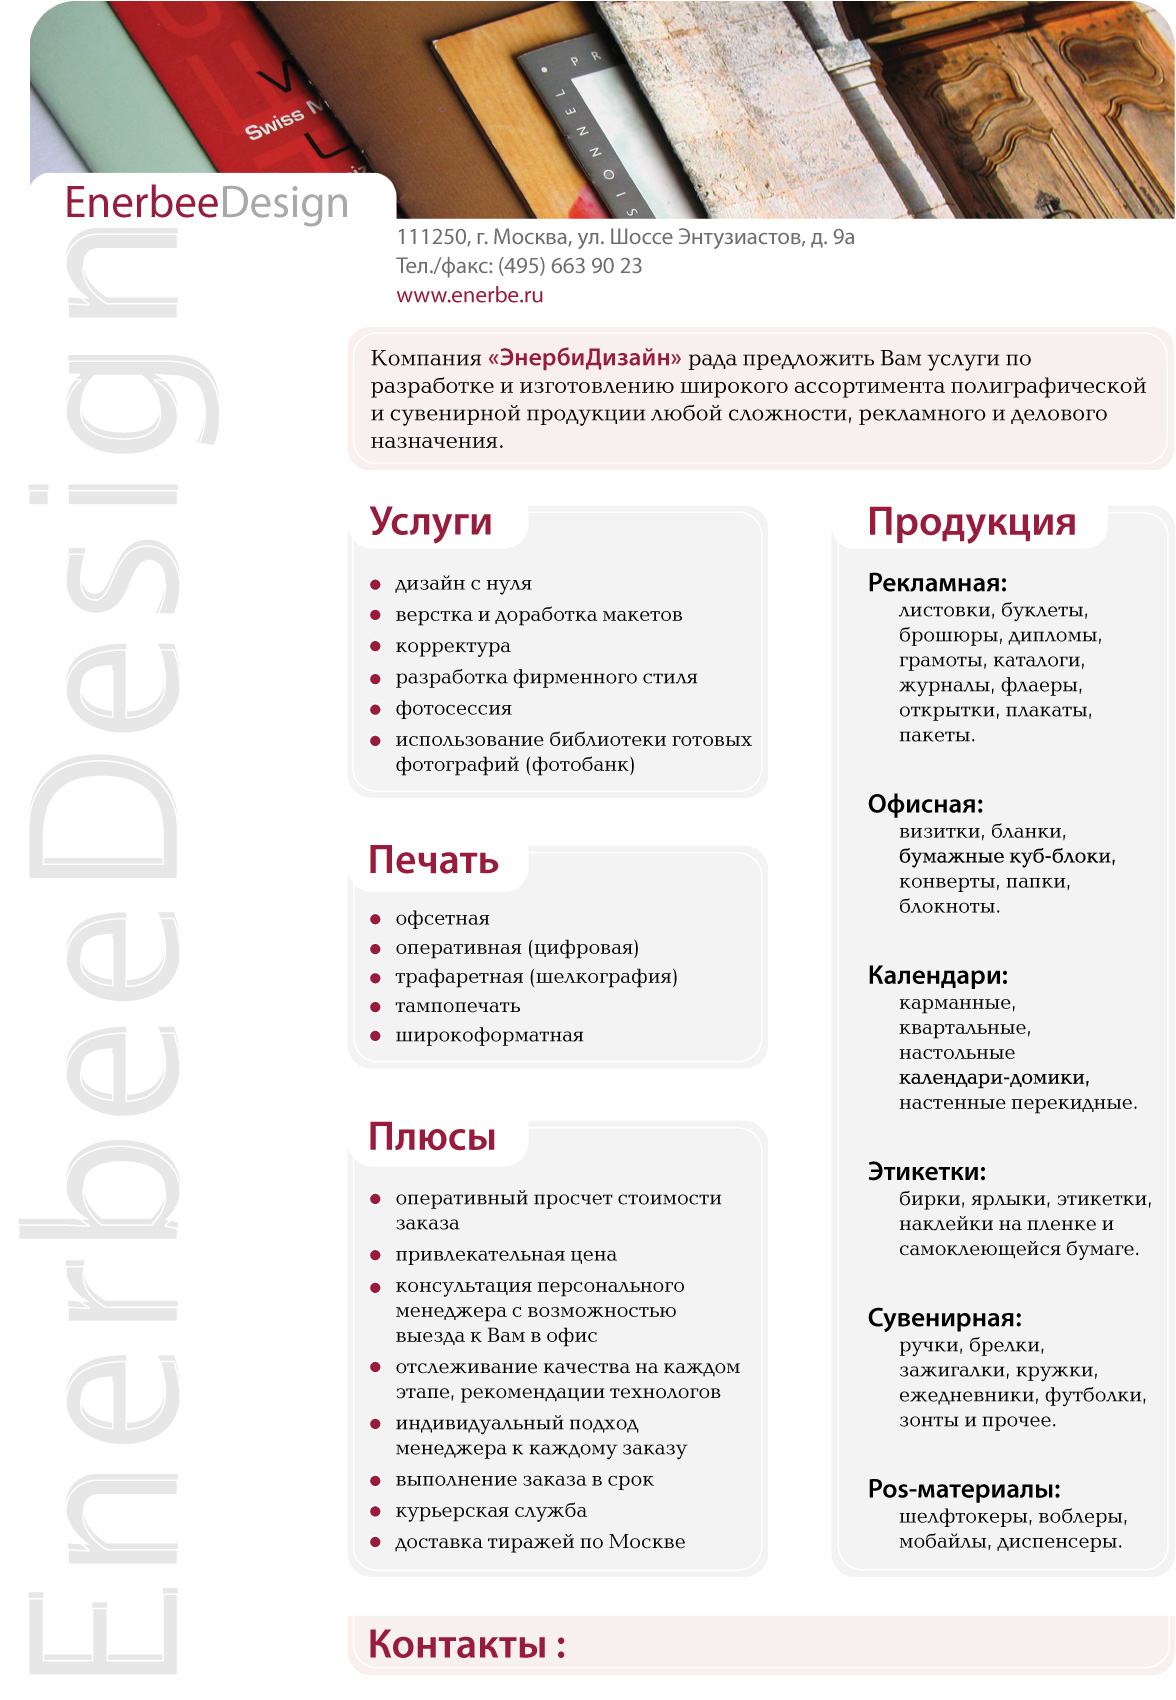 Swiss
PR
NNEL
SIO
EnerbeeDesign
111250, г. Москва, ул. Шоссе Энтузиастов, д. 9а
Тел./факс: (495) 663 90 23
www.enerbe.ru
EnerbeeDesign
Компания «ЭнербиДизайн» рада предложить Вам услуги по
разработке и изготовлению широкого ассортимента полиграфической
и сувенирной продукции любой сложности, рекламного и делового
назначения.
Услуги
дизайн с нуля
верстка и доработка макетов
корректура
разработка фирменного стиля
фотосессия
использование библиотеки готовых
фотографий (фотобанк)
Печать
офсетная
оперативная (цифровая)
трафаретная (шелкография)
тампопечать
широкоформатная
Плюсы
оперативный просчет стоимости
заказа
привлекательная цена
консультация персонального
менеджера с возможностью
выезда к Вам в офис
отслеживание качества на каждом
этапе, рекомендации технологов
индивидуальный подход
менеджера к каждому заказу
выполнение заказа в срок
курьерская служба
доставка тиражей по Москве
Продукция
Рекламная:
листовки, буклеты,
брошюры, дипломы,
грамоты, каталоги,
журналы, флаеры,
открытки, плакаты,
пакеты.
Офисная:
визитки, бланки,
бумажные куб-блоки,
конверты, папки,
блокноты.
Календари:
карманные,
квартальные,
настольные
календари-домики,
настенные перекидные.
Этикетки:
бирки, ярлыки, этикетки,
наклейки на пленке и
самоклеющейся бумаге.
Сувенирная:
ручки, брелки,
зажигалки, кружки,
ежедневники, футболки,
зонты и прочее.
Pos-материалы:
шелфтокеры, воблеры,
мобайлы, диспенсеры.
Контакты :